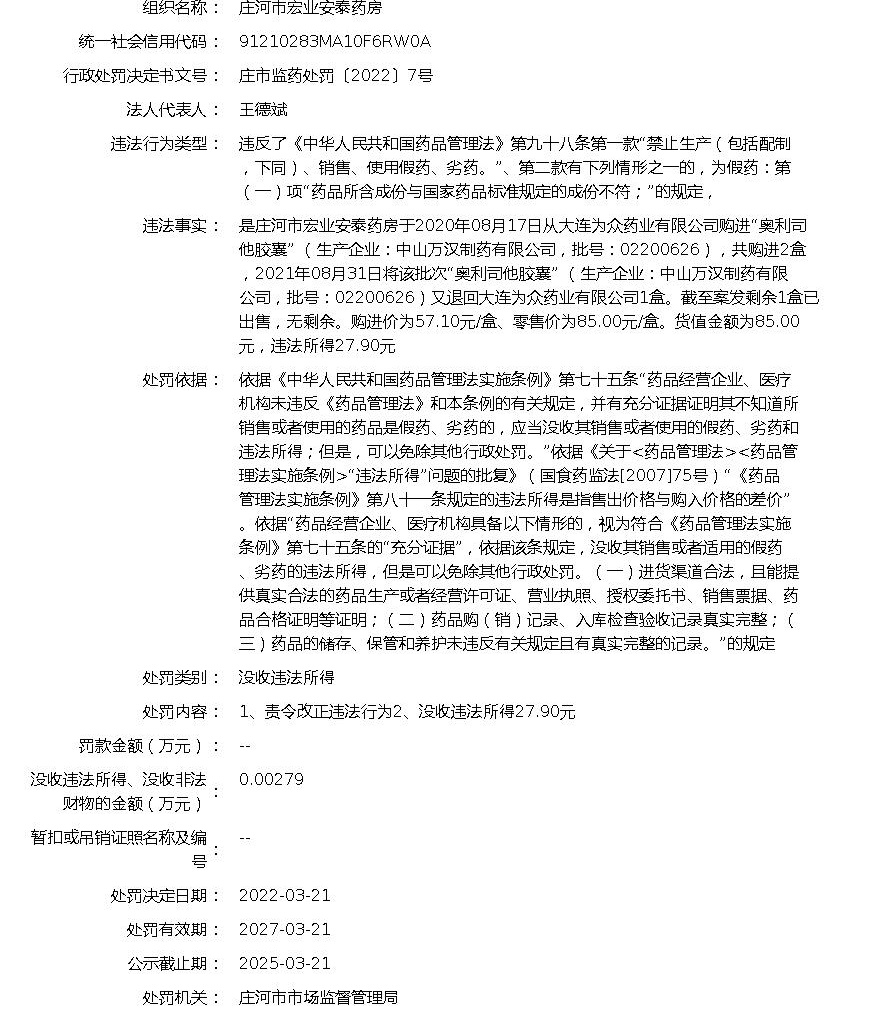 组织名称： 庄河市宏业安泰药房
统一社会信用代码： 91210283MA10F6RW0A
行政处罚决定书文号： 庄市监药处罚〔2022〕7号
法人代表人： 王德斌
违法行为类型： 违反了《中华人民共和国药品管理法》第九十八条第一款“禁止生产（包括配制
，下同）、销售、使用假药、劣药。”、第二款有下列情形之一的，为假药：第
（一）项“药品所含成份与国家药品标准规定的成份不符；”的规定，
违法事实： 是庄河市宏业安泰药房于2020年08月17日从大连为众药业有限公司购进“奥利司
他胶囊”（生产企业：中山万汉制药有限公司，批号：02200626），共购进2盒
，2021年08月31日将该批次“奥利司他胶囊”（生产企业：中山万汉制药有限
公司，批号：02200626）又退回大连为众药业有限公司1盒。截至案发剩余1盒已
出售，无剩余。购进价为57.10元/盒、零售价为85.00元/盒。货值金额为85.00
元，违法所得27.90元
处罚依据： 依据《中华人民共和国药品管理法实施条例》第七十五条“药品经营企业、医疗
机构未违反《药品管理法》和本条例的有关规定，并有充分证据证明其不知道所
销售或者使用的药品是假药、劣药的，应当没收其销售或者使用的假药、劣药和
违法所得；但是，可以免除其他行政处罚。”依据《关于<药品管理法><药品管
理法实施条例>“违法所得”问题的批复》（国食药监法[2007]75号）“《药品
管理法实施条例》第八十一条规定的违法所得是指售出价格与购入价格的差价”
。依据“药品经营企业、医疗机构具备以下情形的，视为符合《药品管理法实施
条例》第七十五条的“充分证据”，依据该条规定，没收其销售或者适用的假药
、劣药的违法所得，但是可以免除其他行政处罚。（一）进货渠道合法，且能提
供真实合法的药品生产或者经营许可证、营业执照、授权委托书、销售票据、药
品合格证明等证明；（二）药品购（销）记录、入库检查验收记录真实完整；（
三）药品的储存、保管和养护未违反有关规定且有真实完整的记录。”的规定
处罚类别： 没收违法所得
处罚内容： 1、责令改正违法行为2、没收违法所得27.90元
罚款金额（万元）： --
没收违法所得、没收非法
财物的金额（万元）： 0.00279
暂扣或吊销证照名称及编
号： --
处罚决定日期： 2022-03-21
处罚有效期： 2027-03-21
公示截止期： 2025-03-21
处罚机关： 庄河市市场监督管理局